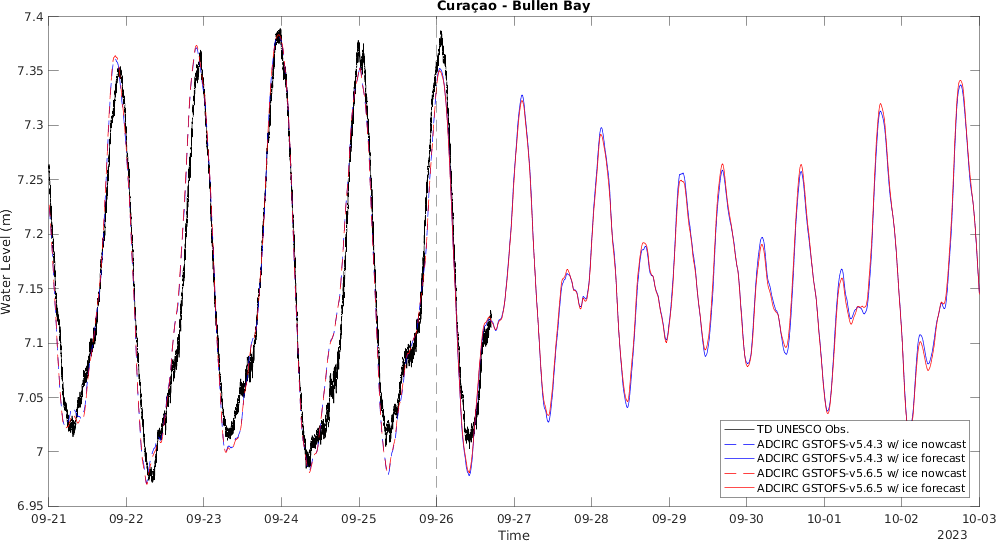 Curaçao - Bullen Bay
7.4
7.35
7.3
7.25
7.2
7.15
7.1
7.05
7
6.95
Water Level (m)
09-21 09-22 09-23 09-24 09-25 09-26 09-27 09-28 09-29 09-30 10-01 10-02 10-03
Time
2023
TD UNESCO Obs.
ADCIRC GSTOFS-v5.4.3 w/ ice nowcast
ADCIRC GSTOFS-v5.4.3 w/ ice forecast
ADCIRC GSTOFS-v5.6.5 w/ ice nowcast
ADCIRC GSTOFS-v5.6.5 w/ ice forecast